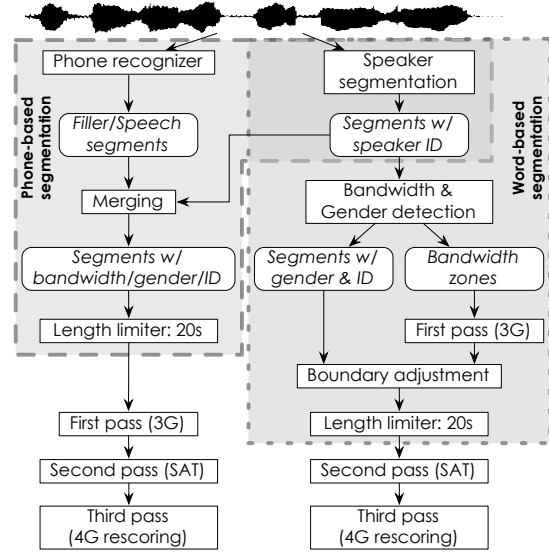 Phone recognizer
Speaker
segmentation
Filler/Speech
segments
Segments w/
speaker ID
Phone-based
segmentation
Word-based
segmentation
Merging
Bandwidth &
Gender detection
Segments w/
bandwidth/gender/ID
Segments w/
gender & ID
Bandwidth
zones
Length limiter: 20s
First pass (3G)
Boundary adjustment
First pass (3G)
Length limiter: 20s
Second pass (SAT)
Second pass (SAT)
Third pass
(4G rescoring)
Third pass
(4G rescoring)